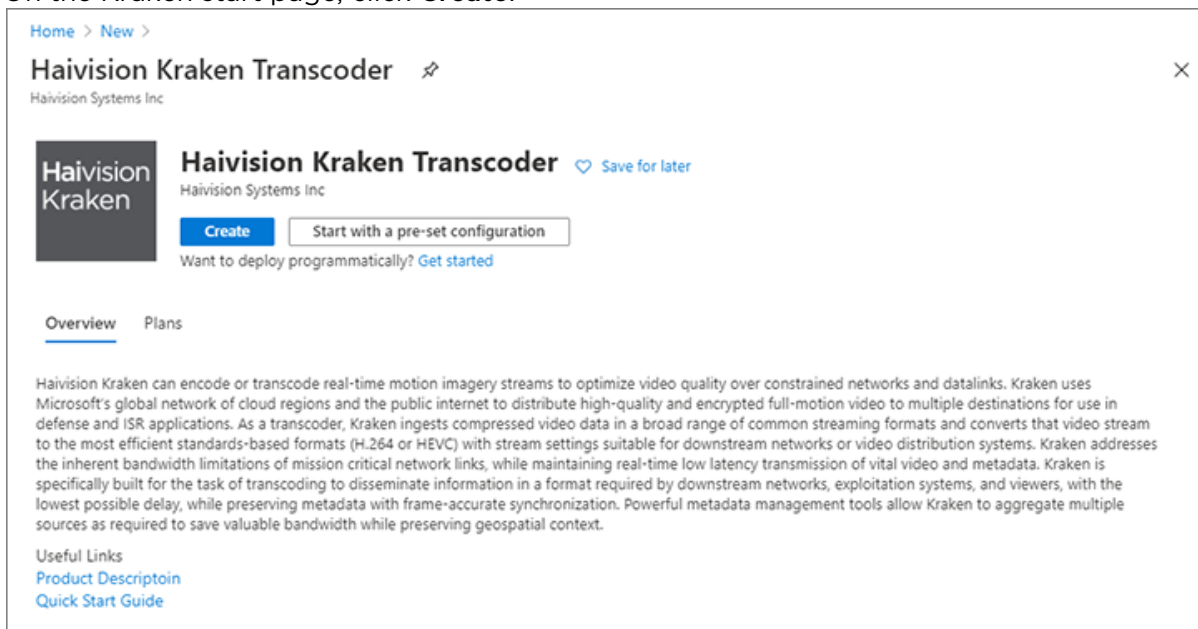 On the Kraken start page, click Create.
Home > New >
Haivision Kraken Transcoder
Haivision Systems Inc
Haivision
Kraken
Haivision Kraken Transcoder
Save for later
Haivision Systems Inc
Create
Start with a pre-set configuration
Want to deploy programmatically? Get started
Overview
Plans
Haivision Kraken can encode or transcode real-time motion imagery streams to optimize video quality over constrained networks and datalinks. Kraken uses
Microsoft's global network of cloud regions and the public internet to distribute high-quality and encrypted full-motion video to multiple destinations for use in
defense and ISR applications. As a transcoder, Kraken ingests compressed video data in a broad range of common streaming formats and converts that video stream
to the most efficient standards-based formats (H.264 or HEVC) with stream settings suitable for downstream networks or video distribution systems. Kraken addresses
the inherent bandwidth limitations of mission critical network links, while maintaining real-time low latency transmission of vital video and metadata. Kraken is
specifically built for the task of transcoding to disseminate information in a format required by downstream networks, exploitation systems, and viewers, with the
lowest possible delay, while preserving metadata with frame-accurate synchronization. Powerful metadata management tools allow Kraken to aggregate multiple
sources as required to save valuable bandwidth while preserving geospatial context.
Useful Links
Product Descriptoin
Quick Start Guide